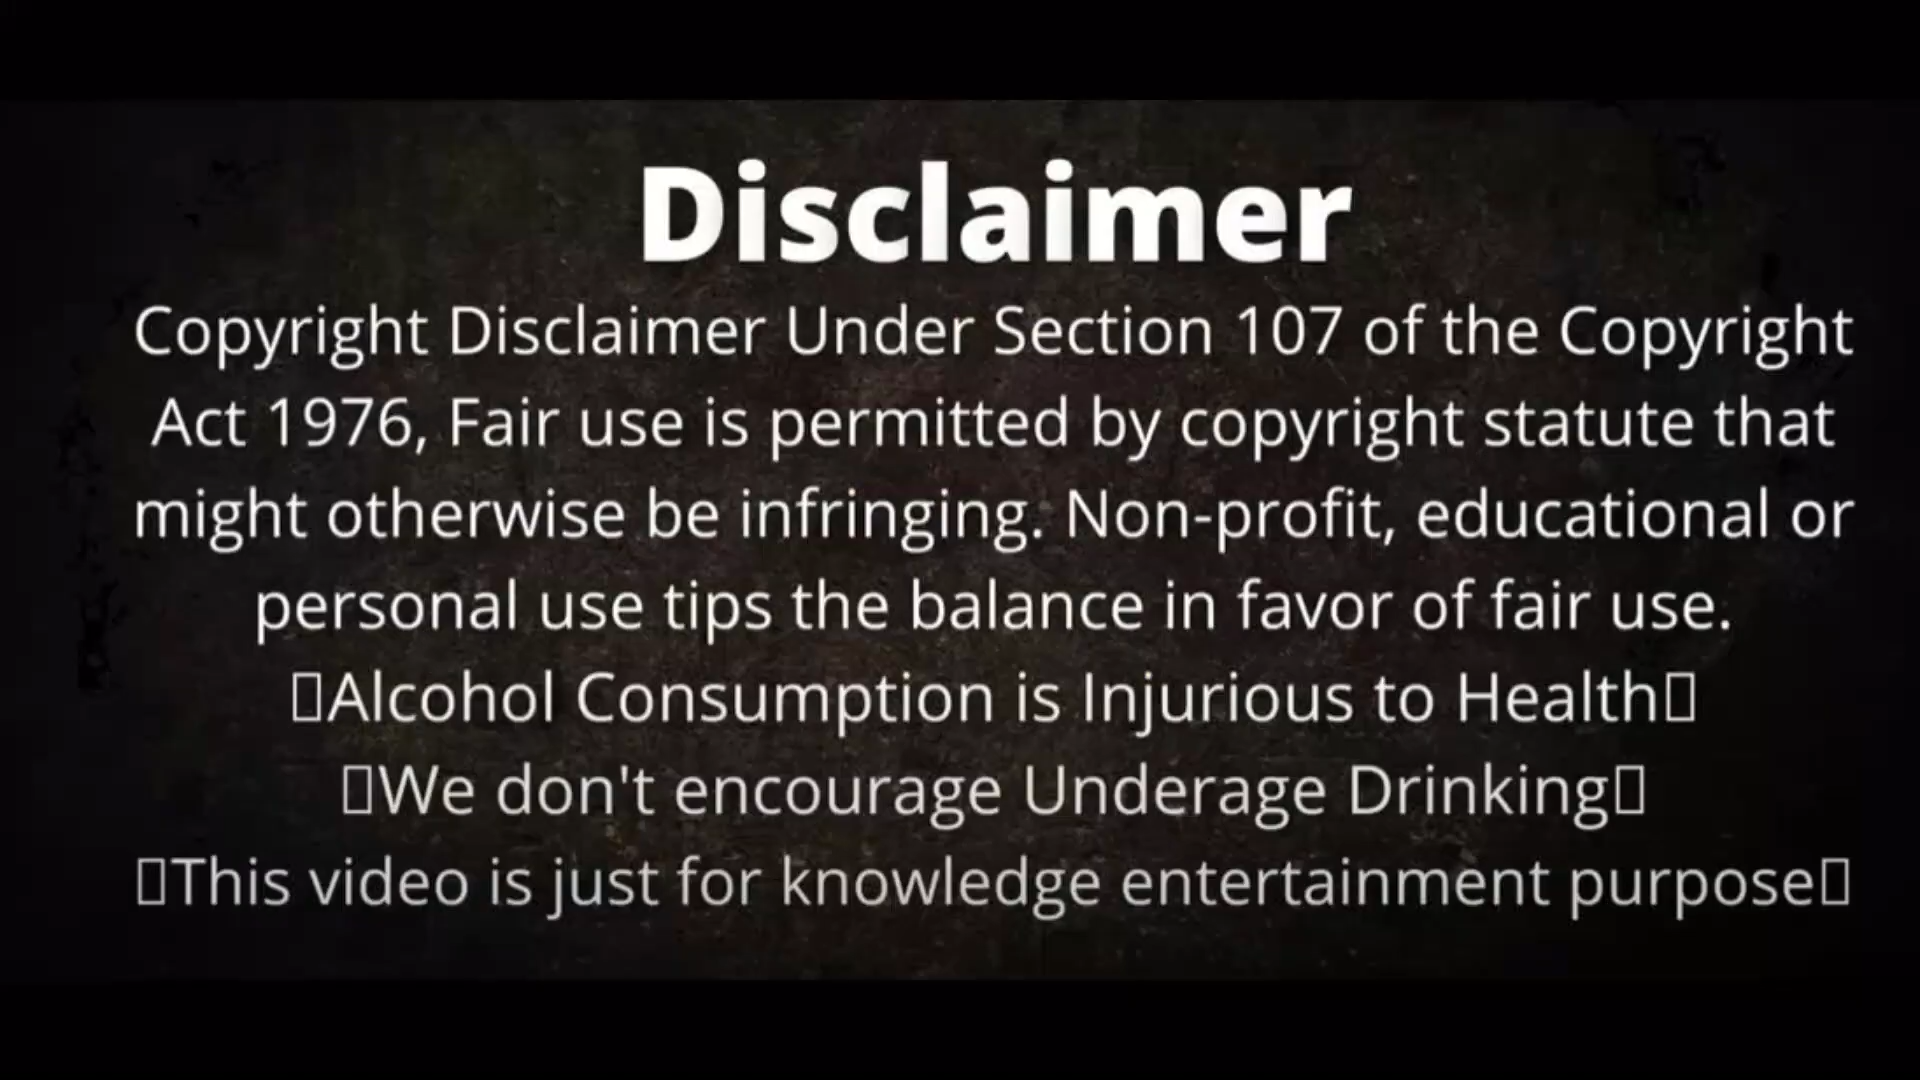 Disclaimer
Copyright Disclaimer Under Section 107 of the Copyright
Act 1976, Fair use is permitted by copyright statute that
might otherwise be infringing. Non-profit, educational or
personal use tips the balance in favor of fair use.
▯Alcohol Consumption is Injurious to Health▯
▯We don't encourage Underage Drinking▯
▯This video is just for knowledge entertainment purpose▯